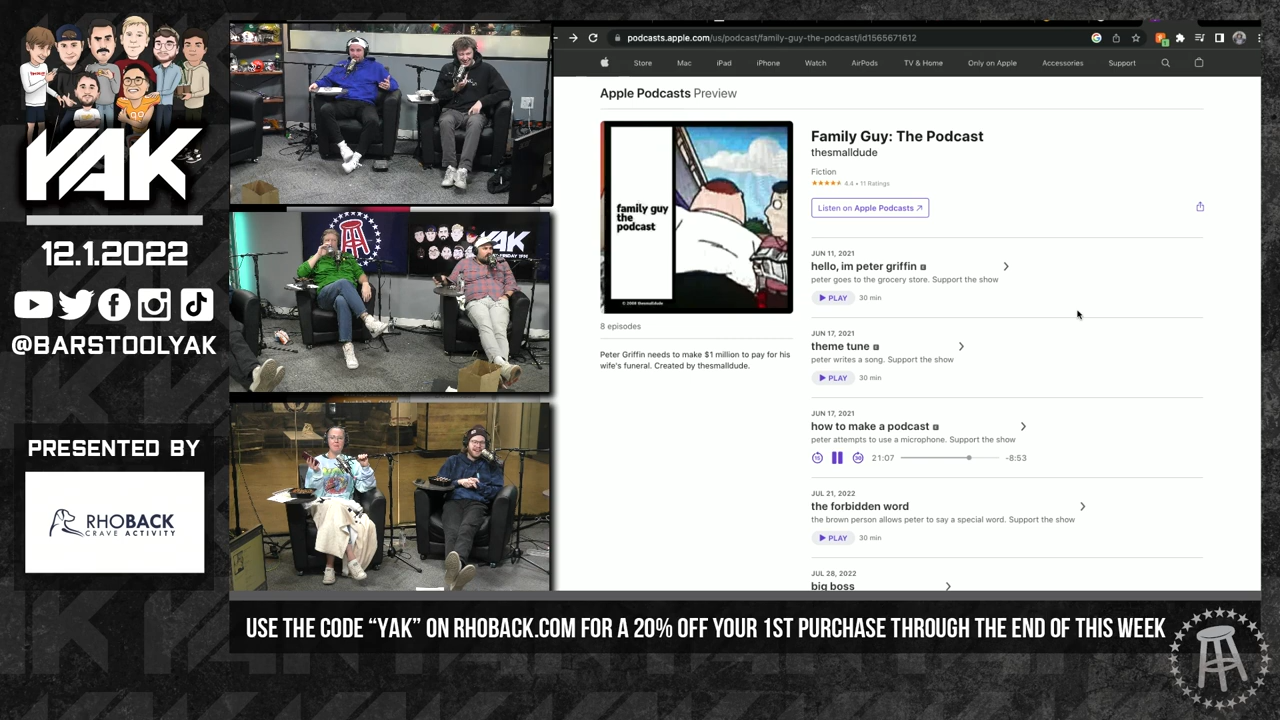 YAK
12.1.2022
@BARSTOOLYAK
PRESENTED BY
RHOBACK
CRAVE ACTIVITY
YAK
podcasts.apple.com/us/podcast/family-guy-the-podcast/id1565671612
Store Mac iPad iPhone Watch AirPods TV & Home Only on Apple Accessories Support
Apple Podcasts Preview
family guy
the
podcast
© 2008 thesmalldude
8 episodes
Peter Griffin needs to make $1 million to pay for his
wife's funeral. Created by thesmalldude.
Family Guy: The Podcast
thesmalldude
Fiction
★★★★★ 4.4 • 11 Ratings
Listen on Apple Podcasts ↗
JUN 11, 2021
hello, im peter griffin E
peter goes to the grocery store. Support the show
PLAY 30 min
JUN 17, 2021
theme tune E
peter writes a song. Support the show
PLAY 30 min
JUN 17, 2021
how to make a podcast E
peter attempts to use a microphone. Support the show
15 30 21:07 -8:53
JUL 21, 2022
the forbidden word
the brown person allows peter to say a special word. Support the show
PLAY 30 min
JUL 28, 2022
big boss
USE THE CODE “YAK” ON RHOBACK.COM FOR A 20% OFF YOUR 1ST PURCHASE THROUGH THE END OF THIS WEEK